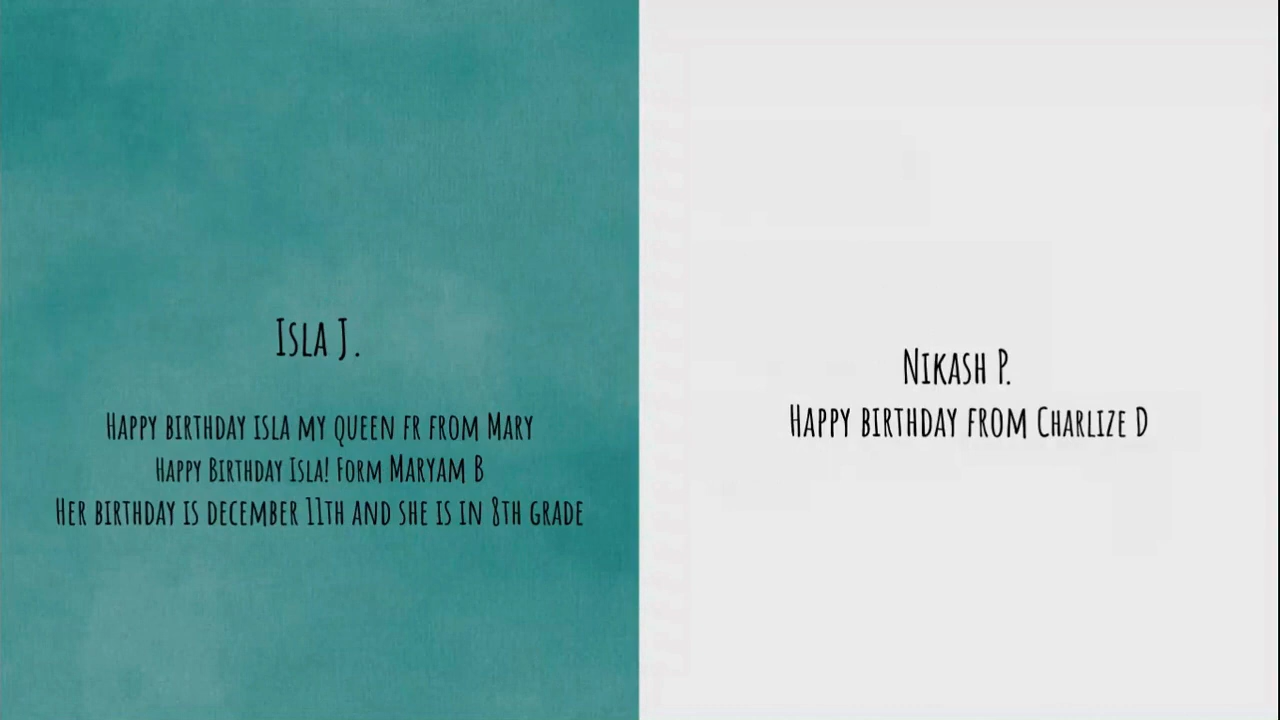 Isla J.
Happy birthday isla my queen fr from Mary
Happy Birthday Isla! Form Maryam B
Her birthday is december 11th and she is in 8th grade
Nikash P.
Happy birthday from Charlize D